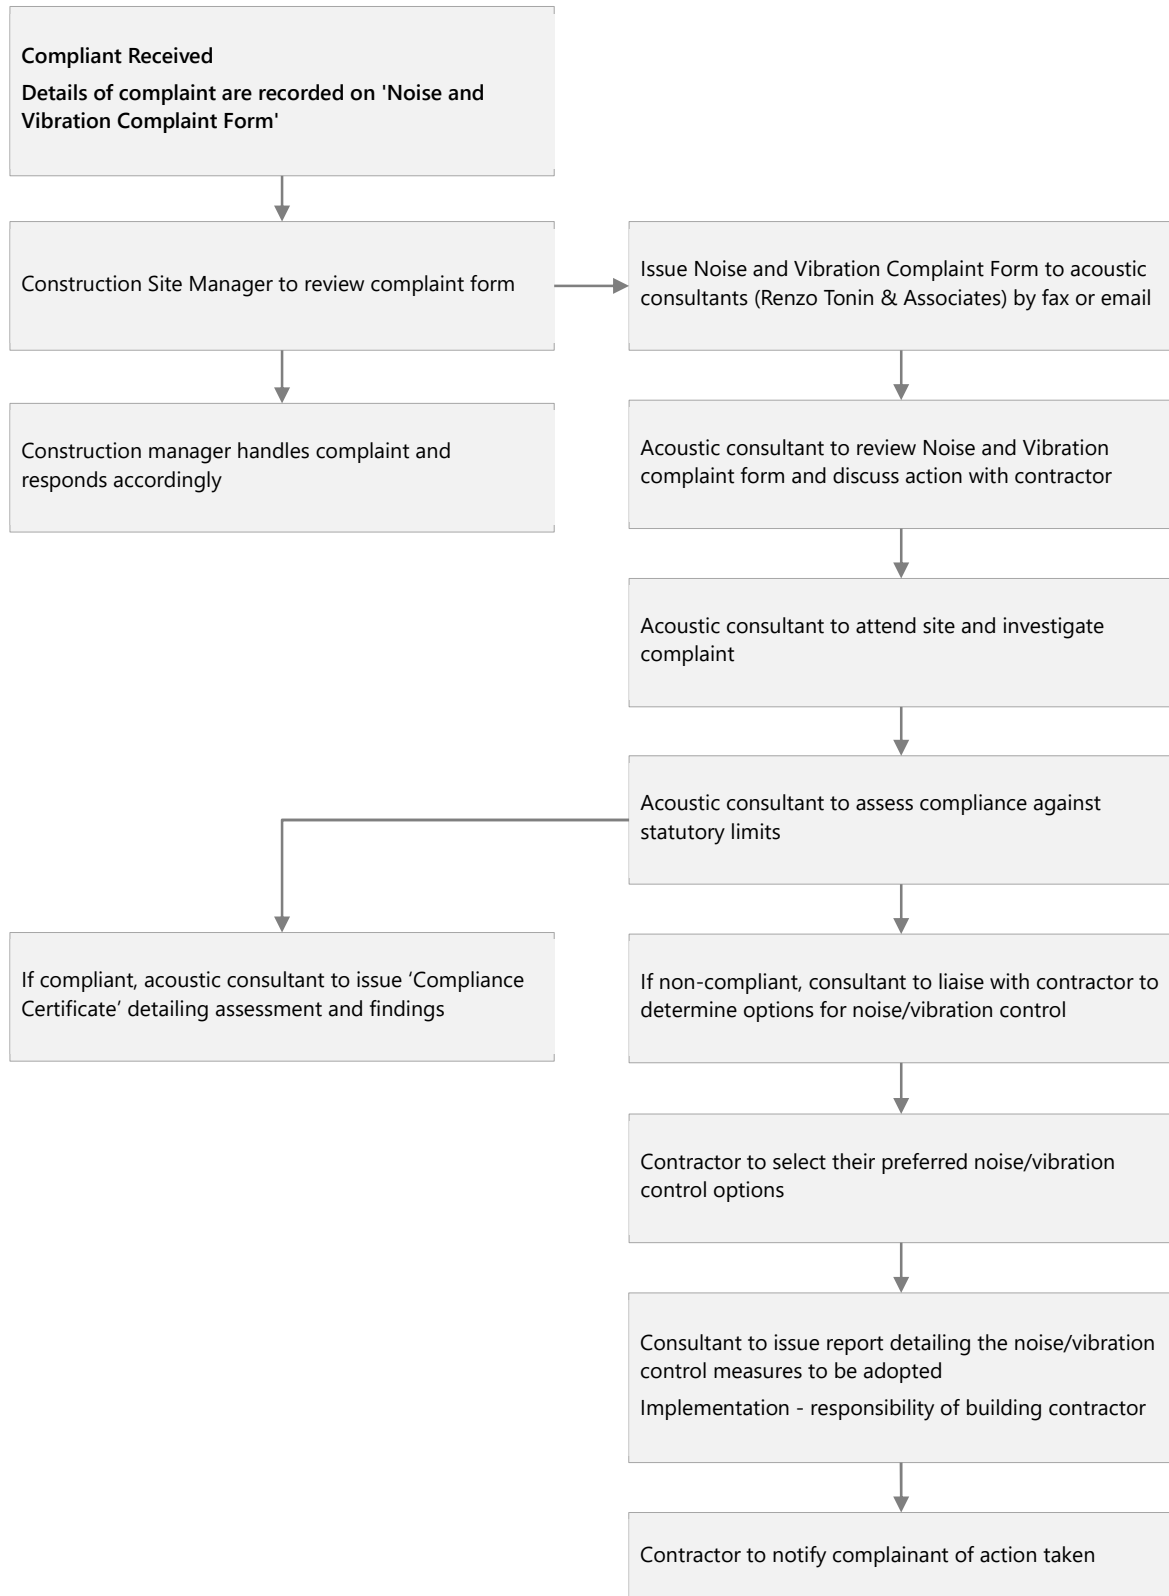 Compliant Received
Details of complaint are recorded on 'Noise and
Vibration Complaint Form'
Construction Site Manager to review complaint form
Issue Noise and Vibration Complaint Form to acoustic
consultants (Renzo Tonin & Associates) by fax or email
Construction manager handles complaint and
responds accordingly
Acoustic consultant to review Noise and Vibration
complaint form and discuss action with contractor
Acoustic consultant to attend site and investigate
complaint
Acoustic consultant to assess compliance against
statutory limits
If compliant, acoustic consultant to issue ‘Compliance
Certificate’ detailing assessment and findings
If non-compliant, consultant to liaise with contractor to
determine options for noise/vibration control
Contractor to select their preferred noise/vibration
control options
Consultant to issue report detailing the noise/vibration
control measures to be adopted
Implementation - responsibility of building contractor
Contractor to notify complainant of action taken